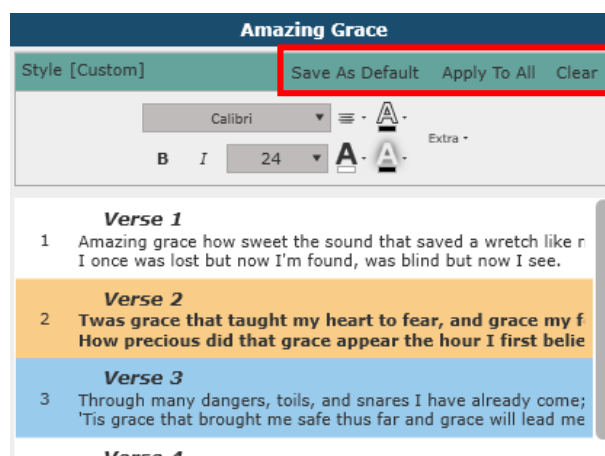 Amazing Grace
Style [Custom] Save As Default Apply To All Clear
Calibri
Extra
B I 24 A
Verse 1
1 Amazing grace how sweet the sound that saved a wretch like
I once was lost but now I'm found, was blind but now I see.
Verse 2
2 Twas grace that taught my heart to fear, and grace my
How precious did that grace appear the hour I first
Verse 3
3 Through many dangers, toils, and snares I have already come;
'Tis grace that brought me safe thus far and grace will lead me